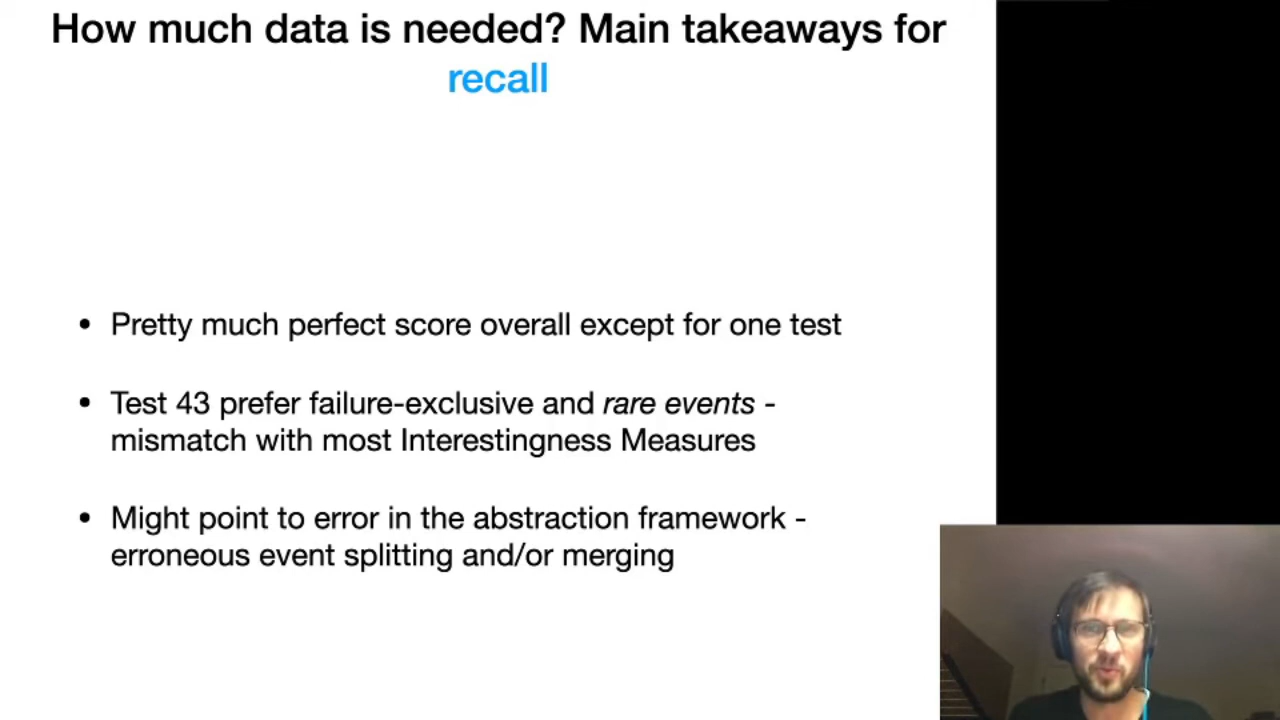 How much data is needed? Main takeaways for
recall
• Pretty much perfect score overall except for one test
• Test 43 prefer failure-exclusive and rare events -
mismatch with most Interestingness Measures
• Might point to error in the abstraction framework -
erroneous event splitting and/or merging